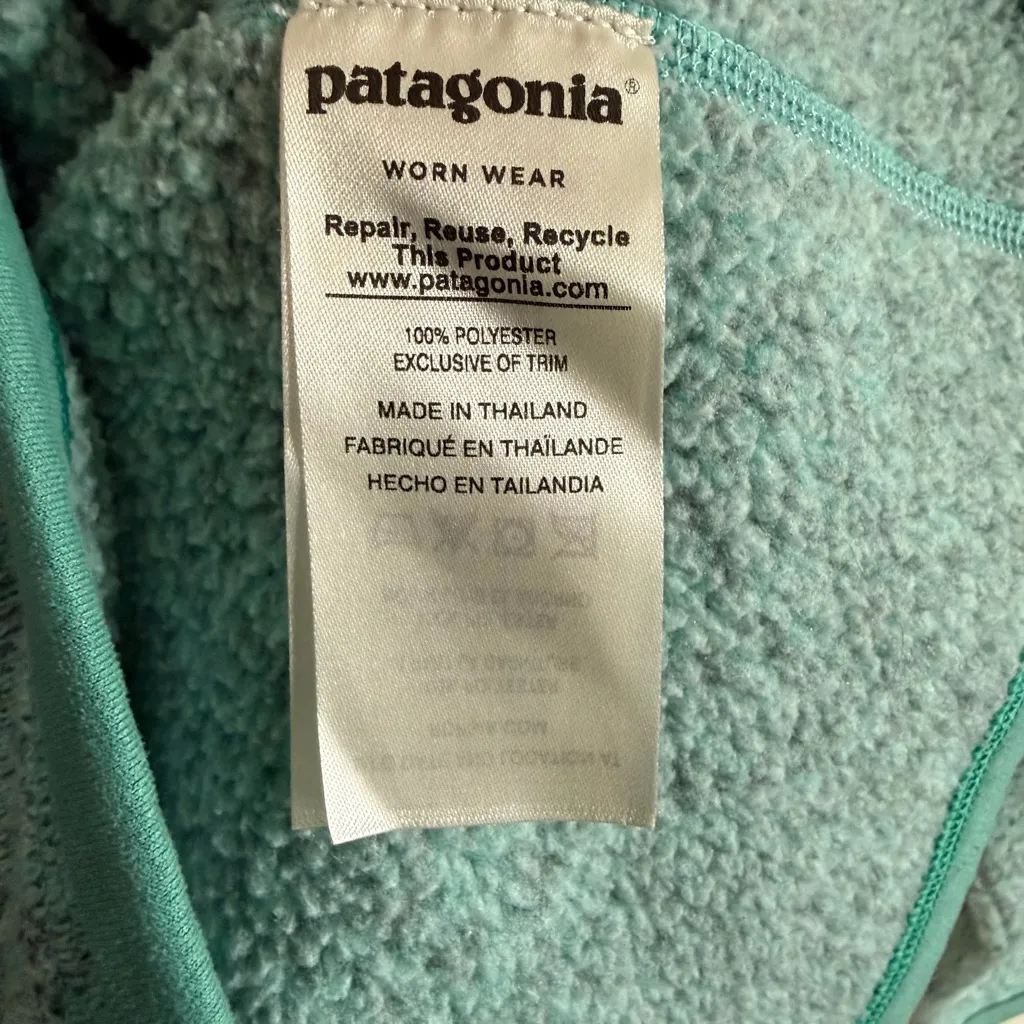 patagonia®
WORN WEAR
Repair, Reuse, Recycle
This Product
www.patagonia.com
100% POLYESTER
EXCLUSIVE OF TRIM
MADE IN THAILAND
FABRIQUÉ EN THAÏLANDE
HECHO EN TAILANDIA